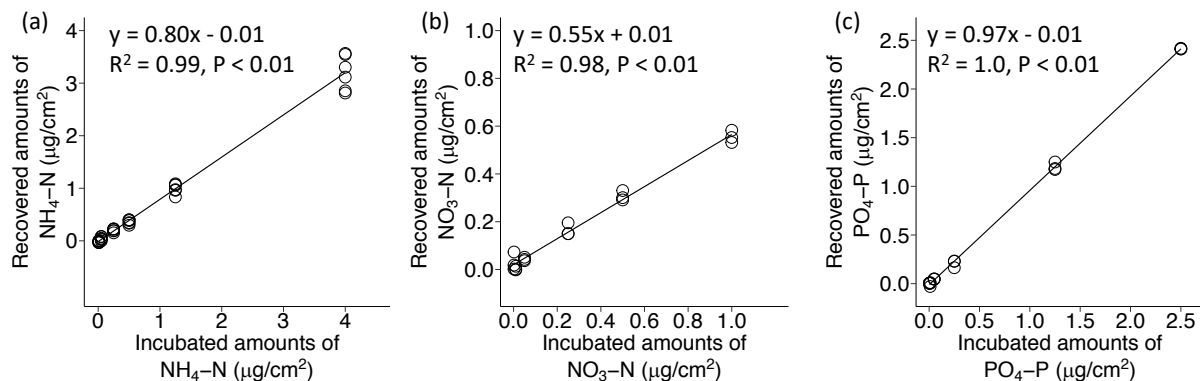 (a)
y = 0.80x - 0.01
R² = 0.99, P < 0.01
Recovered amounts of
NH₄–N (μg/cm²)
4
3
2
1
0
0 1 2 3 4
Incubated amounts of
NH₄–N (μg/cm²)
(b)
y = 0.55x + 0.01
R² = 0.98, P < 0.01
Recovered amounts of
NO₃–N (μg/cm²)
1.0
0.8
0.6
0.4
0.2
0.0
0.0 0.2 0.4 0.6 0.8 1.0
Incubated amounts of
NO₃–N (μg/cm²)
(c)
y = 0.97x - 0.01
R² = 1.0, P < 0.01
Recovered amounts of
PO₄–P (μg/cm²)
2.5
2.0
1.5
1.0
0.5
0.0
0.0 0.5 1.0 1.5 2.0 2.5
Incubated amounts of
PO₄–P (μg/cm²)